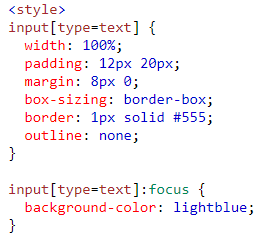 <style>
input[type=text] {
  width: 100%;
  padding: 12px 20px;
  margin: 8px 0;
  box-sizing: border-box;
  border: 1px solid #555;
  outline: none;
}

input[type=text]:focus {
  background-color: lightblue;
}